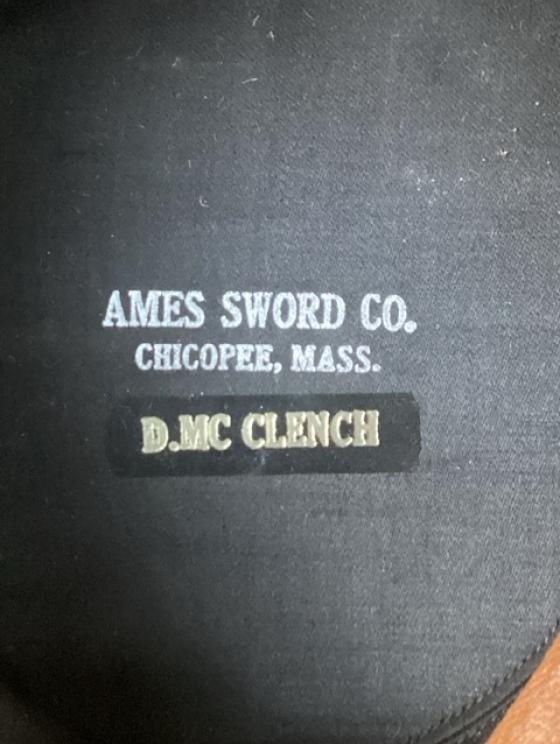 AMES SWORD CO.
CHICOPEE, MASS.
D.MC CLENCH